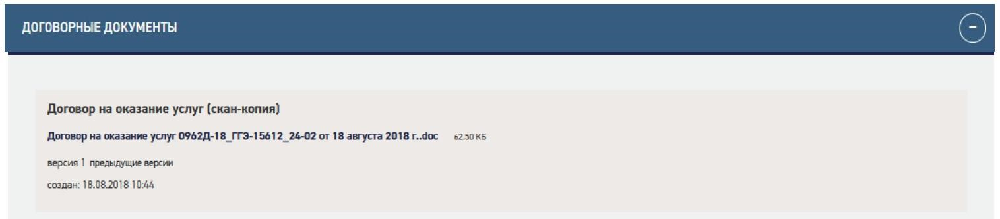 ДОГОВОРНЫЕ ДОКУМЕНТЫ
Договор на оказание услуг (скан-копия)
Договор на оказание услуг 0962Д-18_ГГЭ-15612_24-02 от 18 августа 2018 г..doc 62.50 КБ
версия 1 предыдущие версии
создан: 18.08.2018 10:44